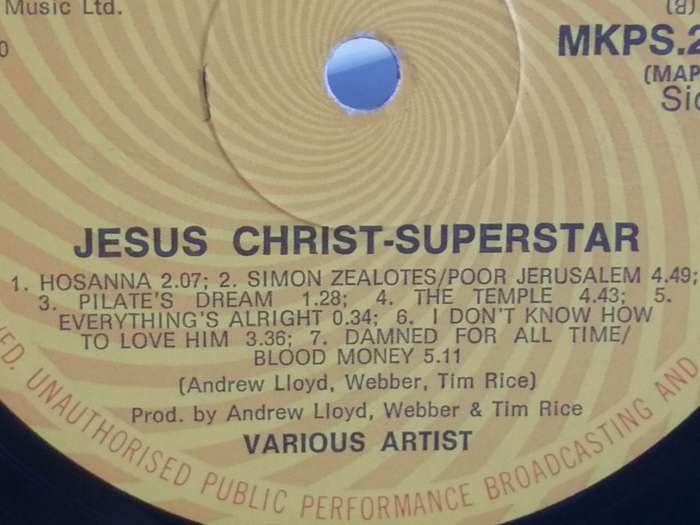 Music Ltd.
MKPS.2
(MAP
JESUS CHRIST-SUPERSTAR
1. HOSANNA 2.07; 2. SIMON ZEALOTES/POOR JERUSALEM 4.49;
3. PILATE'S DREAM 1.28; 4. THE TEMPLE 4.43; 5.
EVERYTHING'S ALRIGHT 0.34; 6. I DON'T KNOW HOW
TO LOVE HIM 3.36; 7. DAMNED FOR ALL TIME/
BLOOD MONEY 5.11
(Andrew Lloyd, Webber, Tim Rice)
Prod. by Andrew Lloyd, Webber & Tim Rice
VARIOUS ARTIST
UNAUTHORISED PUBLIC PERFORMANCE BROADCASTING AND